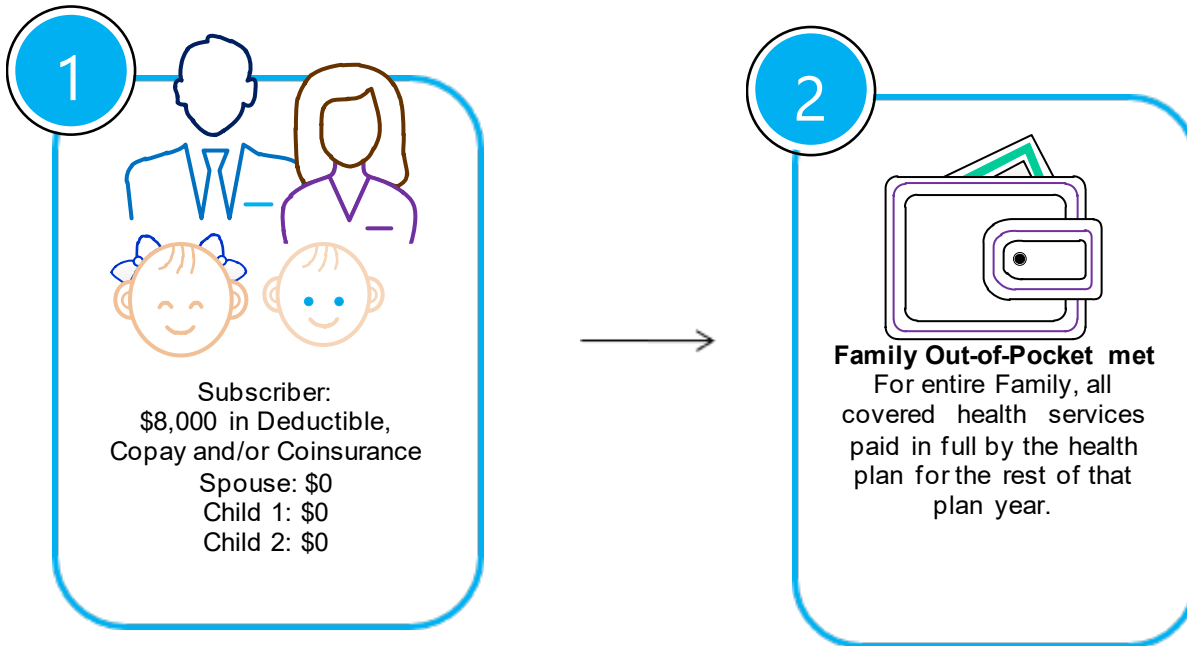 1
Subscriber:
$8,000 in Deductible,
Copay and/or Coinsurance
Spouse: $0
Child 1: $0
Child 2: $0
2
Family Out-of-Pocket met
For entire Family, all
covered health services
paid in full by the health
plan for the rest of that
plan year.